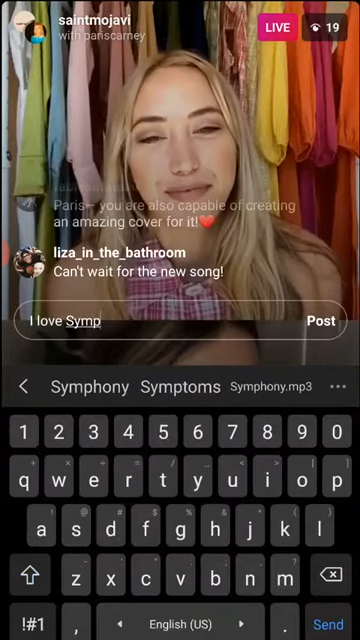 saintmojavi
with pariscarney
LIVE
19
Paris— you are also capable of creating
an amazing cover for it!❤️
liza_in_the_bathroom
Can't wait for the new song!
I love Symp
Post
Symphony Symptoms Symphony.mp3
1 2 3 4 5 6 7 8 9 0
q w e r t y u i o p
a s d f g h j k l
z x c v b n m
!#1 , English (US) . Send